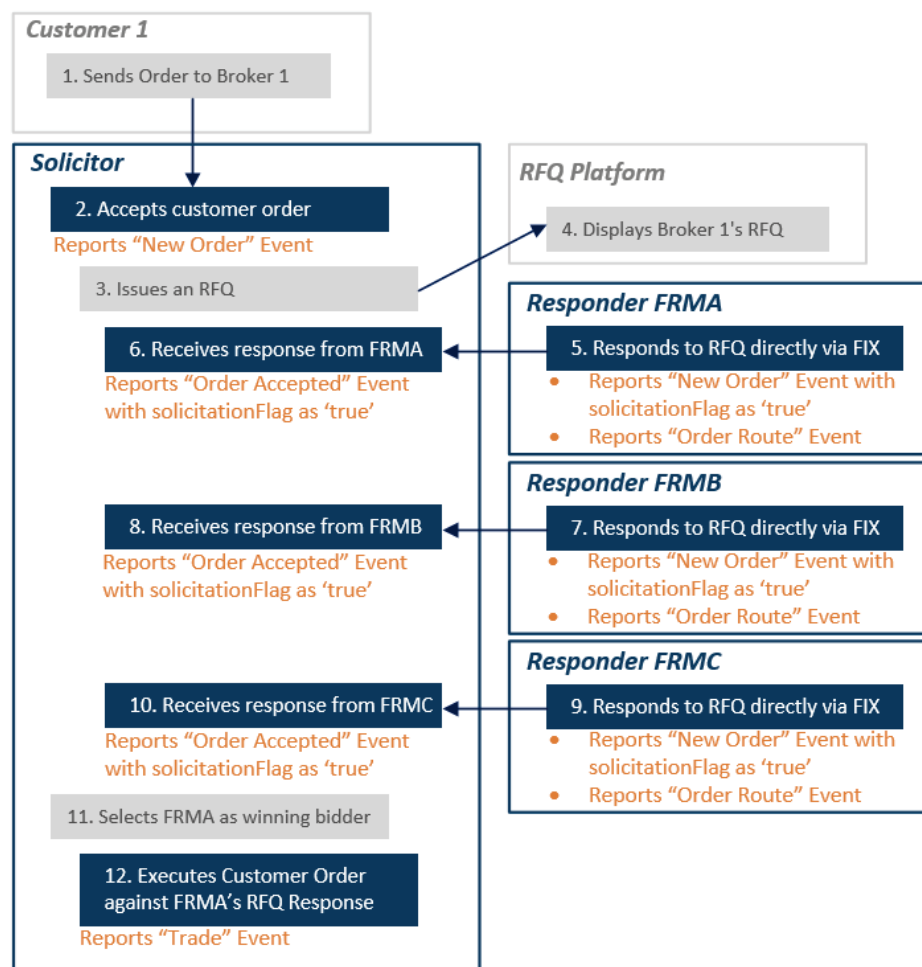 Customer 1
1. Sends Order to Broker 1
Solicitor
2. Accepts customer order
Reports “New Order” Event
3. Issues an RFQ
RFQ Platform
4. Displays Broker 1's RFQ
Responder FRMA
5. Responds to RFQ directly via FIX
• Reports “New Order” Event with
solicitationFlag as ‘true’
• Reports “Order Route” Event
6. Receives response from FRMA
Reports “Order Accepted” Event
with solicitationFlag as ‘true’
Responder FRMB
7. Responds to RFQ directly via FIX
• Reports “New Order” Event with
solicitationFlag as ‘true’
• Reports “Order Route” Event
8. Receives response from FRMB
Reports “Order Accepted” Event
with solicitationFlag as ‘true’
Responder FRMC
9. Responds to RFQ directly via FIX
• Reports “New Order” Event with
solicitationFlag as ‘true’
• Reports “Order Route” Event
10. Receives response from FRMC
Reports “Order Accepted” Event
with solicitationFlag as ‘true’
11. Selects FRMA as winning bidder
12. Executes Customer Order
against FRMA’s RFQ Response
Reports “Trade” Event